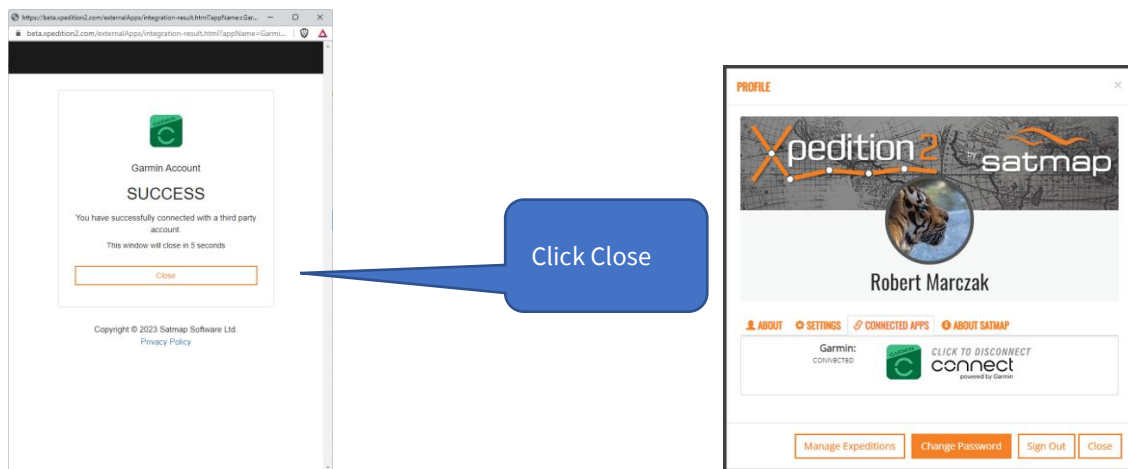 https://beta.xpedition2.com/externalApps/integration-result.html?appName=Gar...
beta.xpedition2.com/externalApps/integration-result.html?appName=Garmi...
Garmin Account
SUCCESS
You have successfully connected with a third party
account.
This window will close in 5 seconds
Close
Copyright © 2023 Satmap Software Ltd.
Privacy Policy
Click Close
PROFILE
Xpedition2 by satmap
Robert Marczak
ABOUT SETTINGS CONNECTED APPS ABOUT SATMAP
Garmin:
CONNECTED
CLICK TO DISCONNECT
connect
powered by Garmin
Manage Expeditions Change Password Sign Out Close